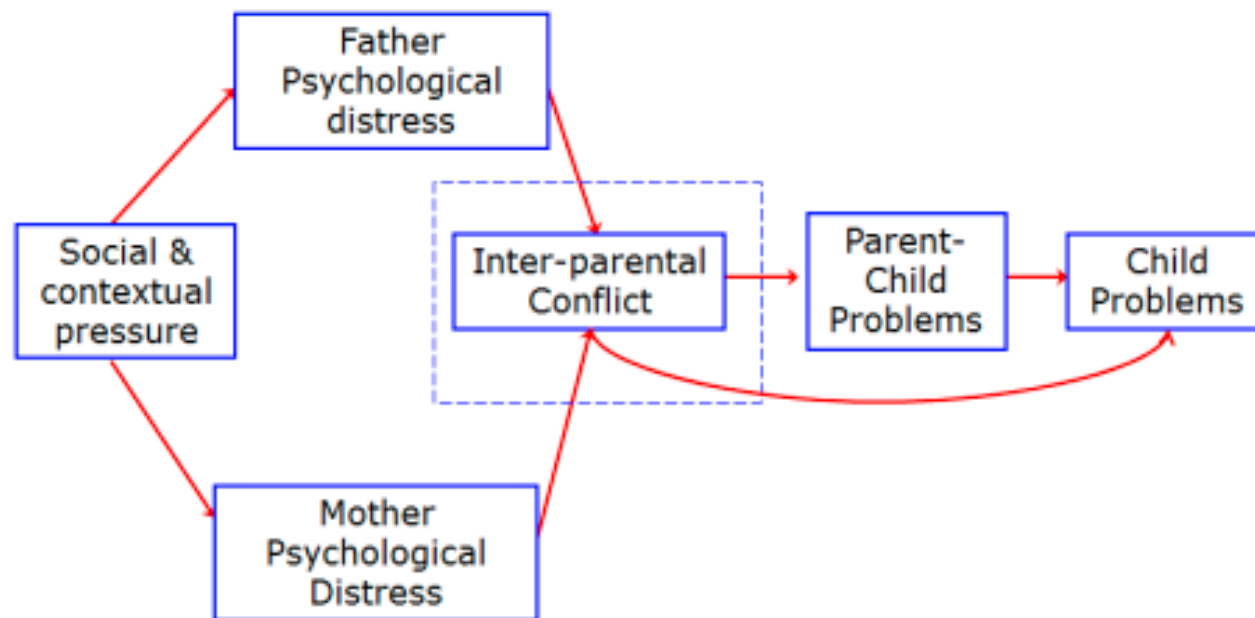 Father
Psychological
distress
Social &
contextual
pressure
Inter-parental
Conflict
Parent-
Child
Problems
Child
Problems
Mother
Psychological
Distress